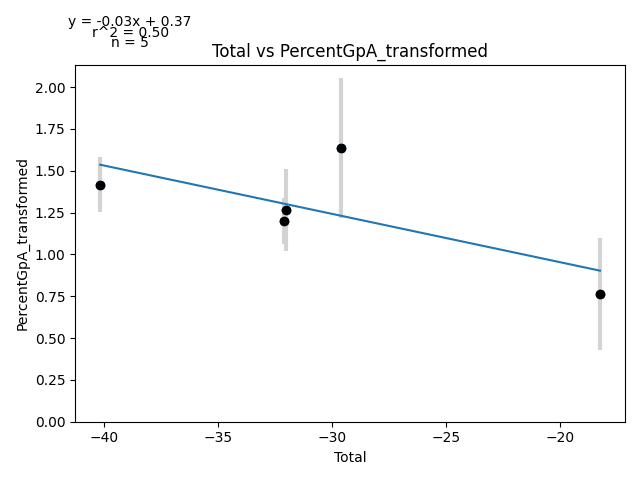 y = -0.03x + 0.37
r^2 = 0.50
n = 5
Total vs PercentGpA_transformed
PercentGpA_transformed
2.00
1.75
1.50
1.25
1.00
0.75
0.50
0.25
0.00
−40
−35
−30
−25
−20
Total